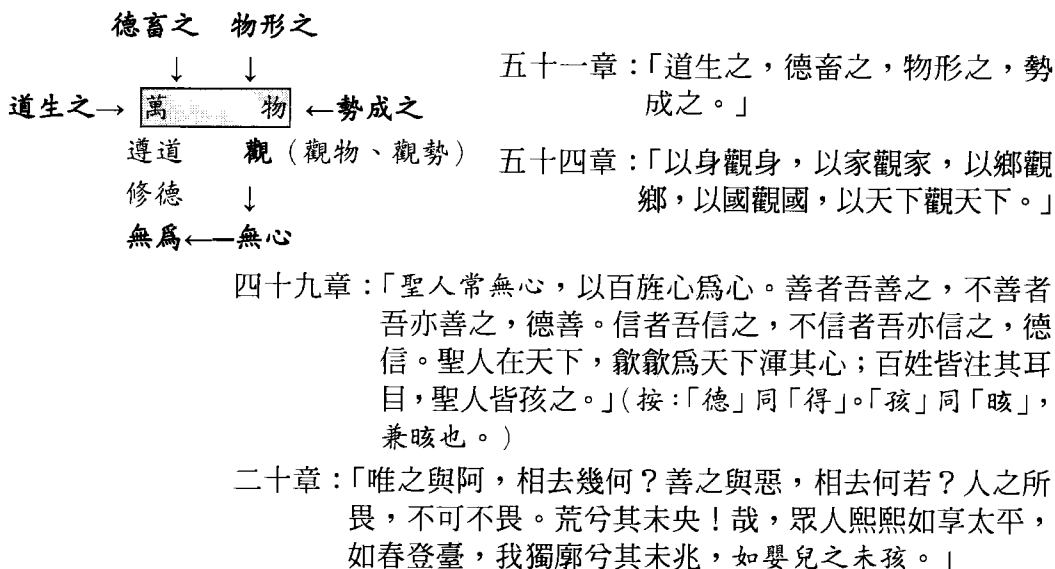 德畜之　物形之
↓　↓
道生之→ 萬　物 ←勢成之
遵道　觀（觀物、觀勢）
修德　↓
無爲←—無心
五十一章：「道生之，德畜之，物形之，勢
成之。」
五十四章：「以身觀身，以家觀家，以鄉觀
鄉，以國觀國，以天下觀天下。」
四十九章：「聖人常無心，以百旌心爲心。善者吾善之，不善者
吾亦善之，德善。信者吾信之，不信者吾亦信之，德
信。聖人在天下，歙歙爲天下渾其心；百姓皆注其耳
目，聖人皆孩之。」（按：「德」同「得」。「孩」同「晐」，
兼晐也。）
二十章：「唯之與阿，相去幾何？善之與惡，相去何若？人之所
畏，不可不畏。荒兮其未央！哉，眾人熙熙如享太平，
如春登臺，我獨廓兮其未兆，如嬰兒之未孩。」